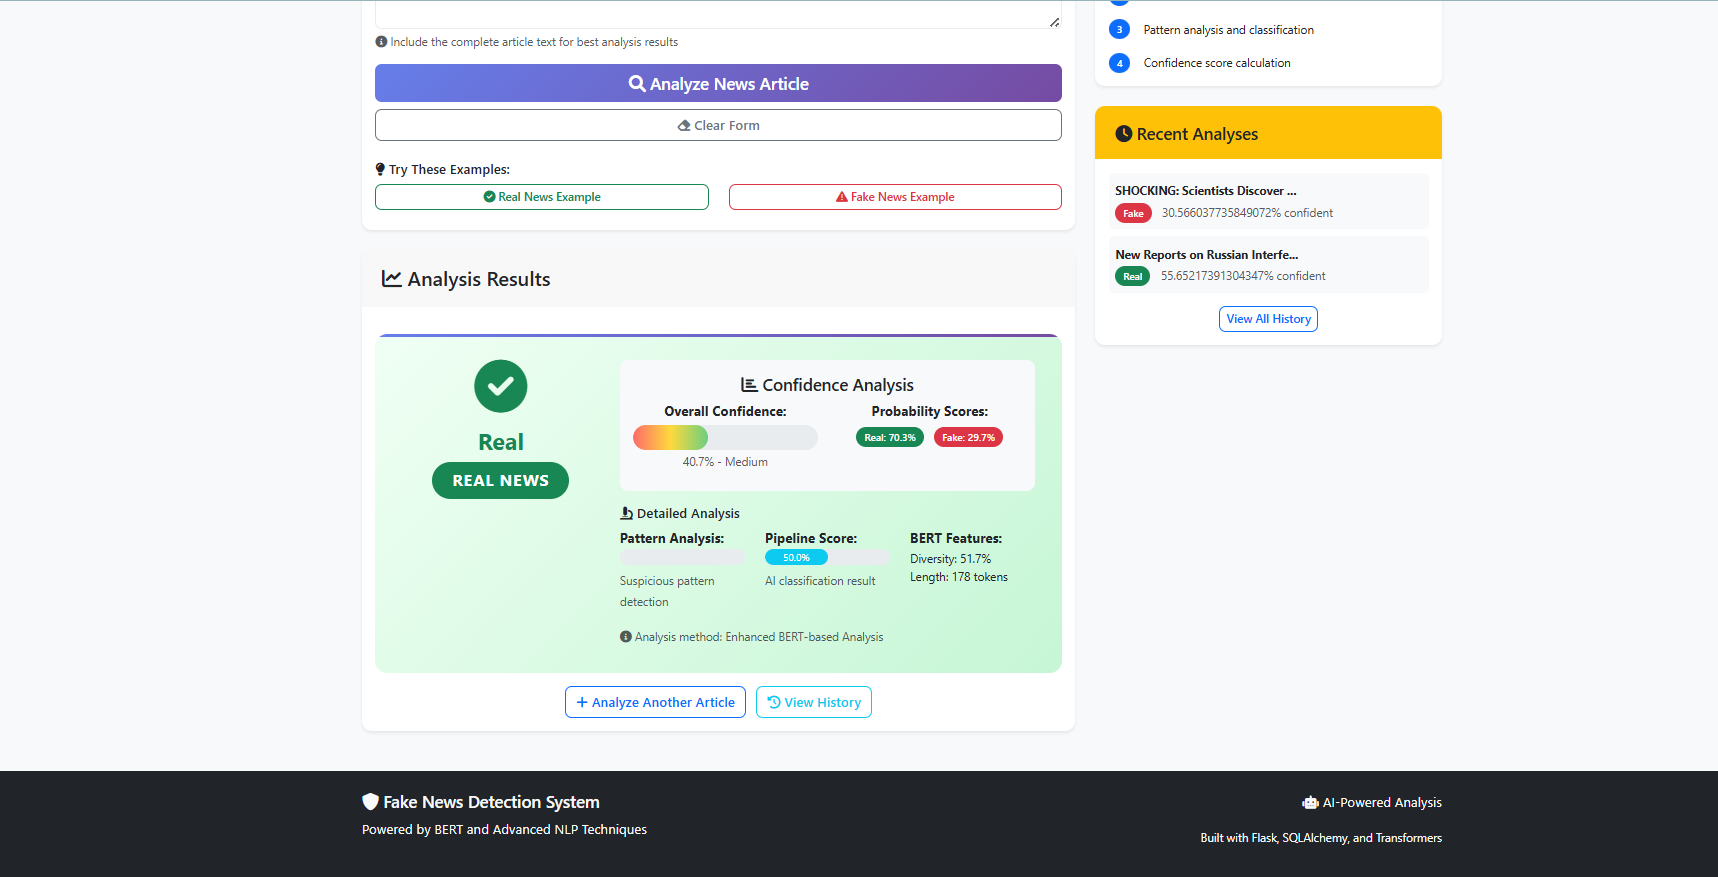 Include the complete article text for best analysis results
Analyze News Article
Clear Form
Try These Examples:
Real News Example
Fake News Example
Analysis Results
Real
REAL NEWS
Confidence Analysis
Overall Confidence:
40.7% - Medium
Probability Scores:
Real: 70.3%
Fake: 29.7%
Detailed Analysis
Pattern Analysis:
Suspicious pattern
detection
Pipeline Score:
50.0%
AI classification result
BERT Features:
Diversity: 51.7%
Length: 178 tokens
Analysis method: Enhanced BERT-based Analysis
Analyze Another Article
View History
3 Pattern analysis and classification
4 Confidence score calculation
Recent Analyses
SHOCKING: Scientists Discover ...
Fake 30.566037735849072% confident
New Reports on Russian Interfe...
Real 55.65217391304347% confident
View All History
Fake News Detection System
Powered by BERT and Advanced NLP Techniques
AI-Powered Analysis
Built with Flask, SQLAlchemy, and Transformers